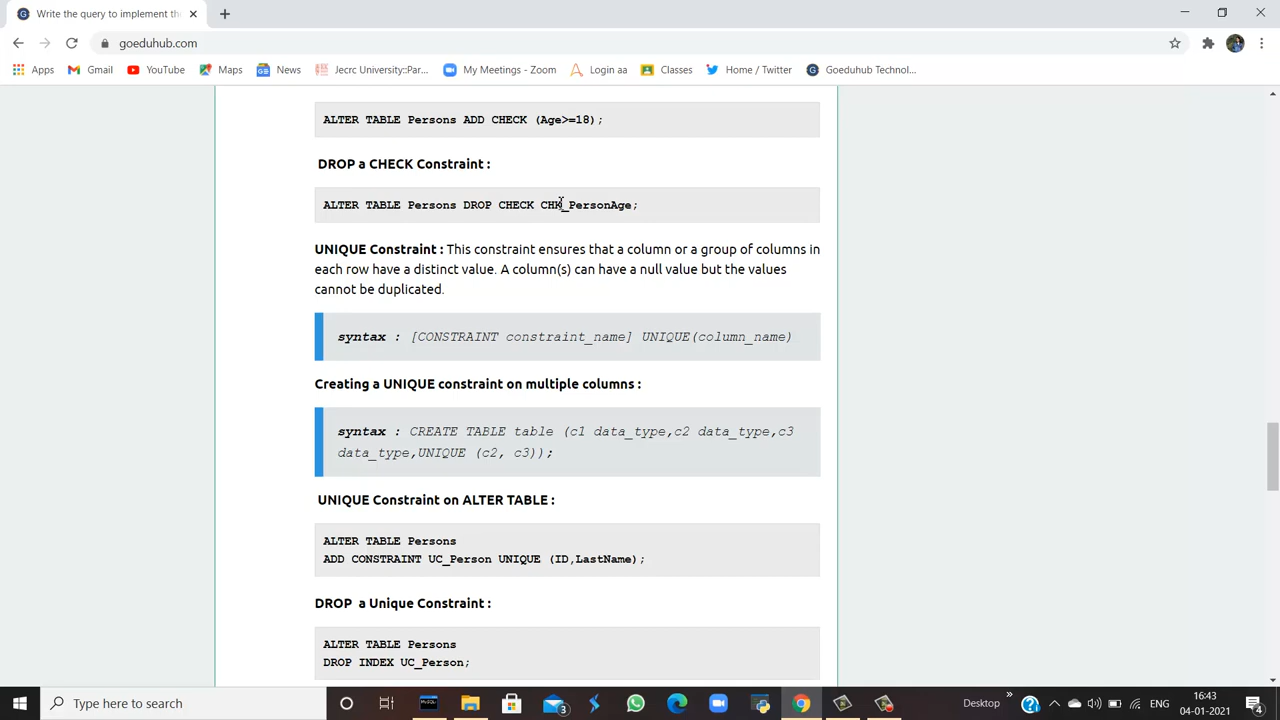 Write the query to implement th
goeduhub.com
Apps Gmail YouTube Maps News Jecrc University::Par... My Meetings - Zoom Login aa Classes Home / Twitter Goeduhub Technol...
ALTER TABLE Persons ADD CHECK (Age>=18);
DROP a CHECK Constraint :
ALTER TABLE Persons DROP CHECK CHK_PersonAge;
UNIQUE Constraint : This constraint ensures that a column or a group of columns in
each row have a distinct value. A column(s) can have a null value but the values
cannot be duplicated.
syntax : [CONSTRAINT constraint_name] UNIQUE(column_name)
Creating a UNIQUE constraint on multiple columns :
syntax : CREATE TABLE table (c1 data_type,c2 data_type,c3
data_type,UNIQUE (c2, c3));
UNIQUE Constraint on ALTER TABLE :
ALTER TABLE Persons
ADD CONSTRAINT UC_Person UNIQUE (ID,LastName);
DROP a Unique Constraint :
ALTER TABLE Persons
DROP INDEX UC_Person;
Type here to search
3
Desktop
ENG
16:43
04-01-2021
4